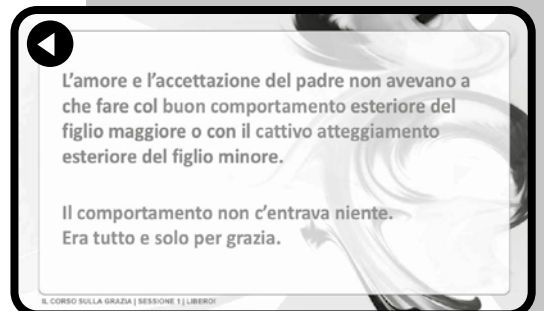 L'amore e l'accettazione del padre non avevano a
che fare col buon comportamento esteriore del
figlio maggiore o con il cattivo atteggiamento
esteriore del figlio minore.
Il comportamento non c'entrava niente.
Era tutto e solo per grazia.
IL CORSO SULLA GRAZIA | SESSIONE 1 | LIBERO!